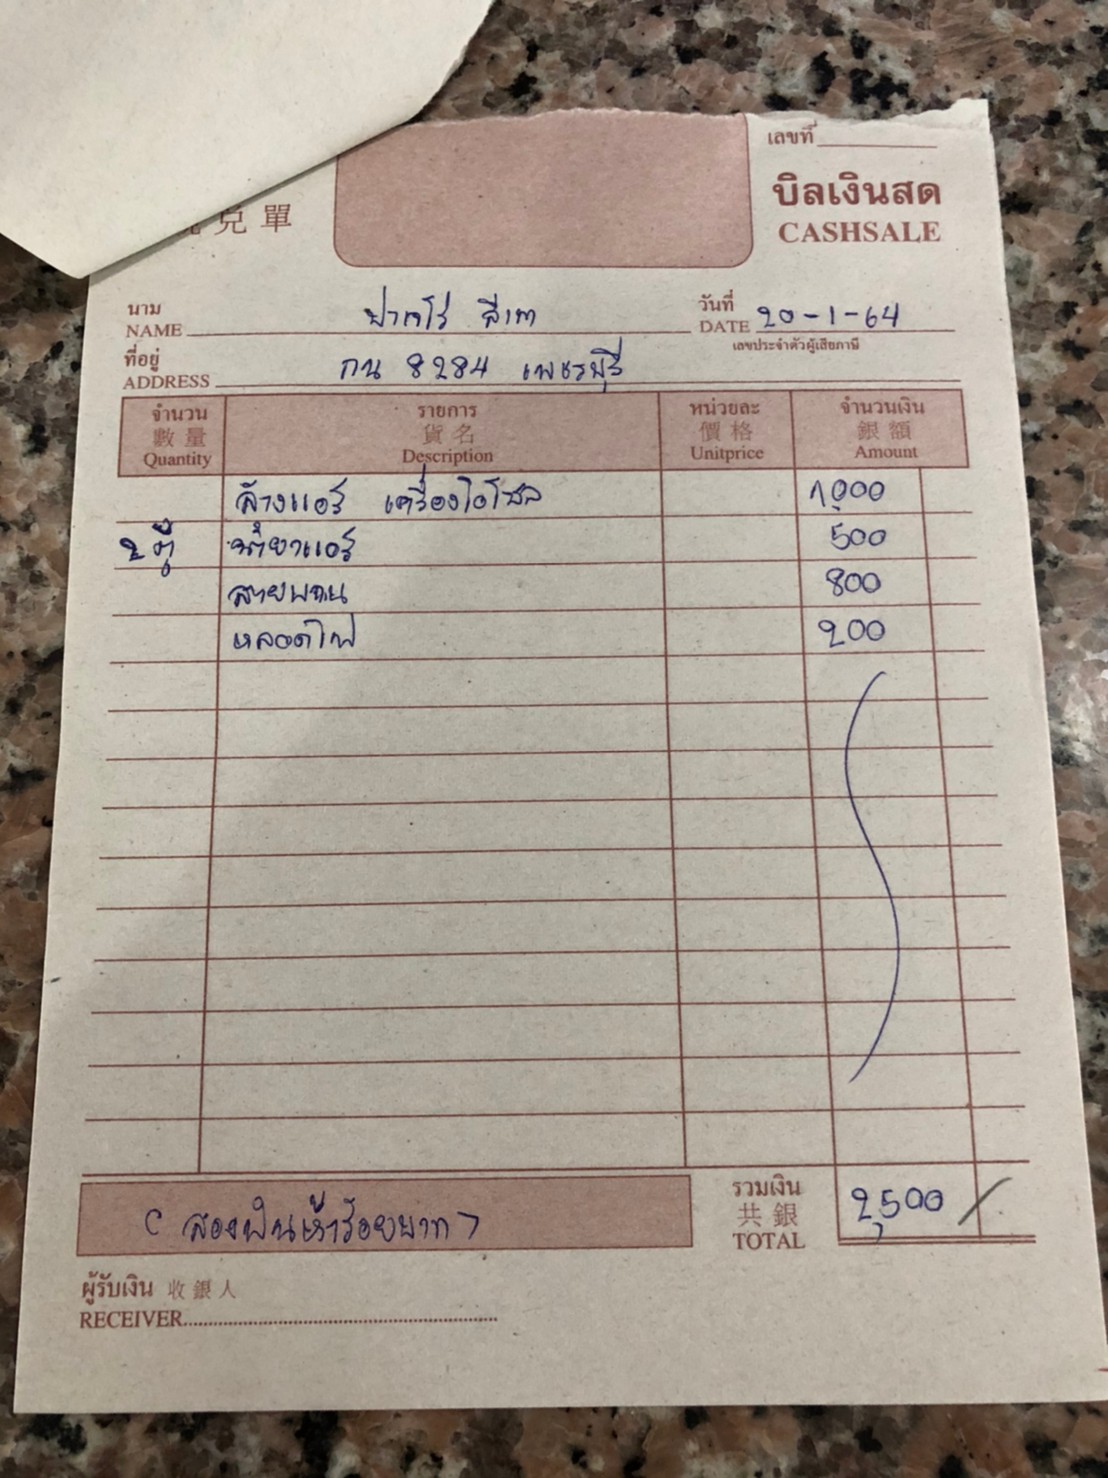 เลขที่
บิลเงินสด
兌單
CASHSALE
นาม
NAME
ปาเจโร่ สีเทา
วันที่
DATE 20-1-64
เลขประจำตัวผู้เสียภาษี
ที่อยู่
ADDRESS
กน 8284 เพชรบุรี
จำนวน รายการ หน่วยละ จำนวนเงิน
數量 貨名 價格 銀額
Quantity Description Unitprice Amount
ล้างแอร์ เครื่องไอโซล 1,000
2 ตู้ น้ำยาแอร์ 500
สายพาน 800
หลอดไฟ 200
(สองพันห้าร้อยบาท)
รวมเงิน
共銀
TOTAL
2,500
ผู้รับเงิน 收銀人
RECEIVER